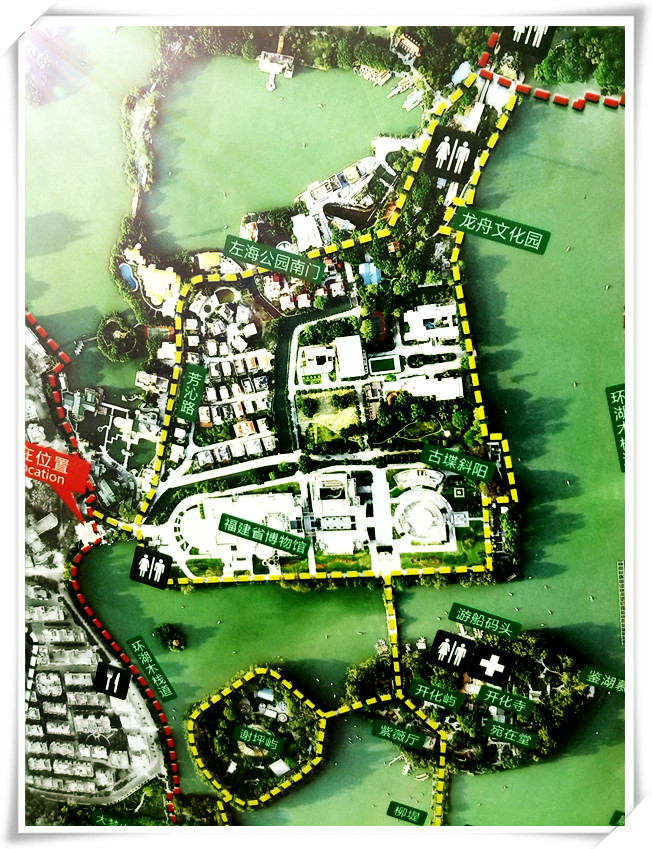 龙舟文化园
左海公园南门
芳沁路
环湖木
在位置
ocation
古堞斜阳
福建省博物馆
游船码头
环湖木栈道
鉴湖
开化屿
开化寺
宛在堂
谢坪屿
紫薇厅
柳堤